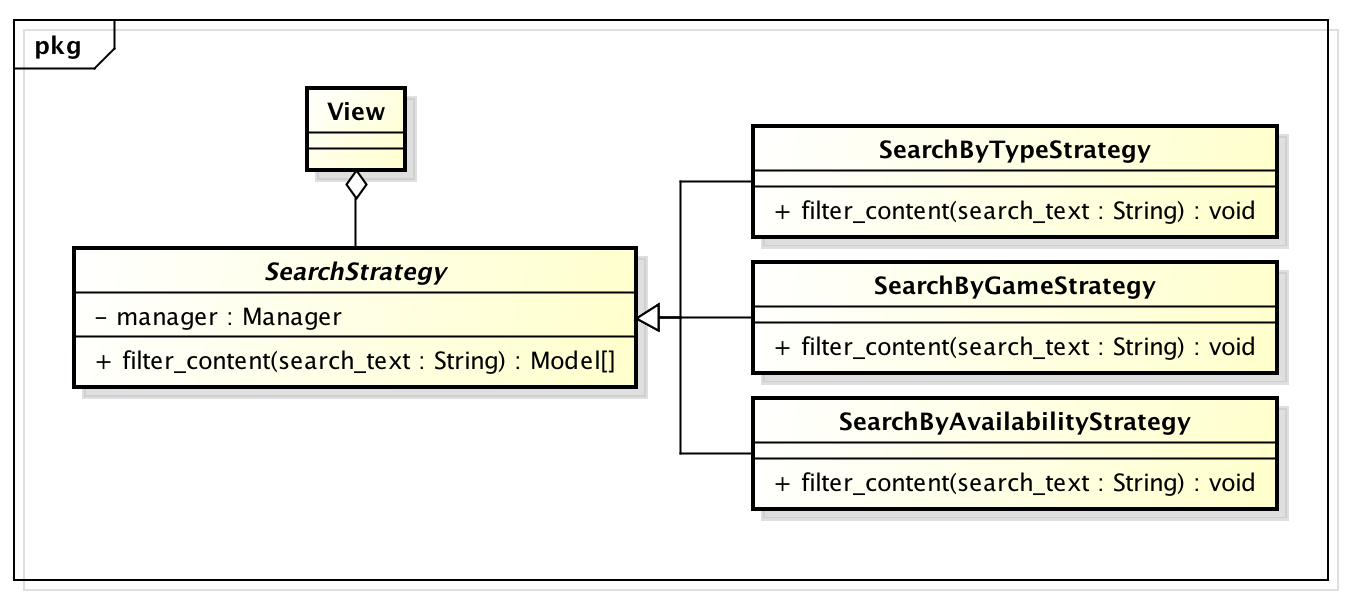 pkg
View
SearchStrategy
– manager : Manager
+ filter_content(search_text : String) : Model[]
SearchByTypeStrategy
+ filter_content(search_text : String) : void
SearchByGameStrategy
+ filter_content(search_text : String) : void
SearchByAvailabilityStrategy
+ filter_content(search_text : String) : void